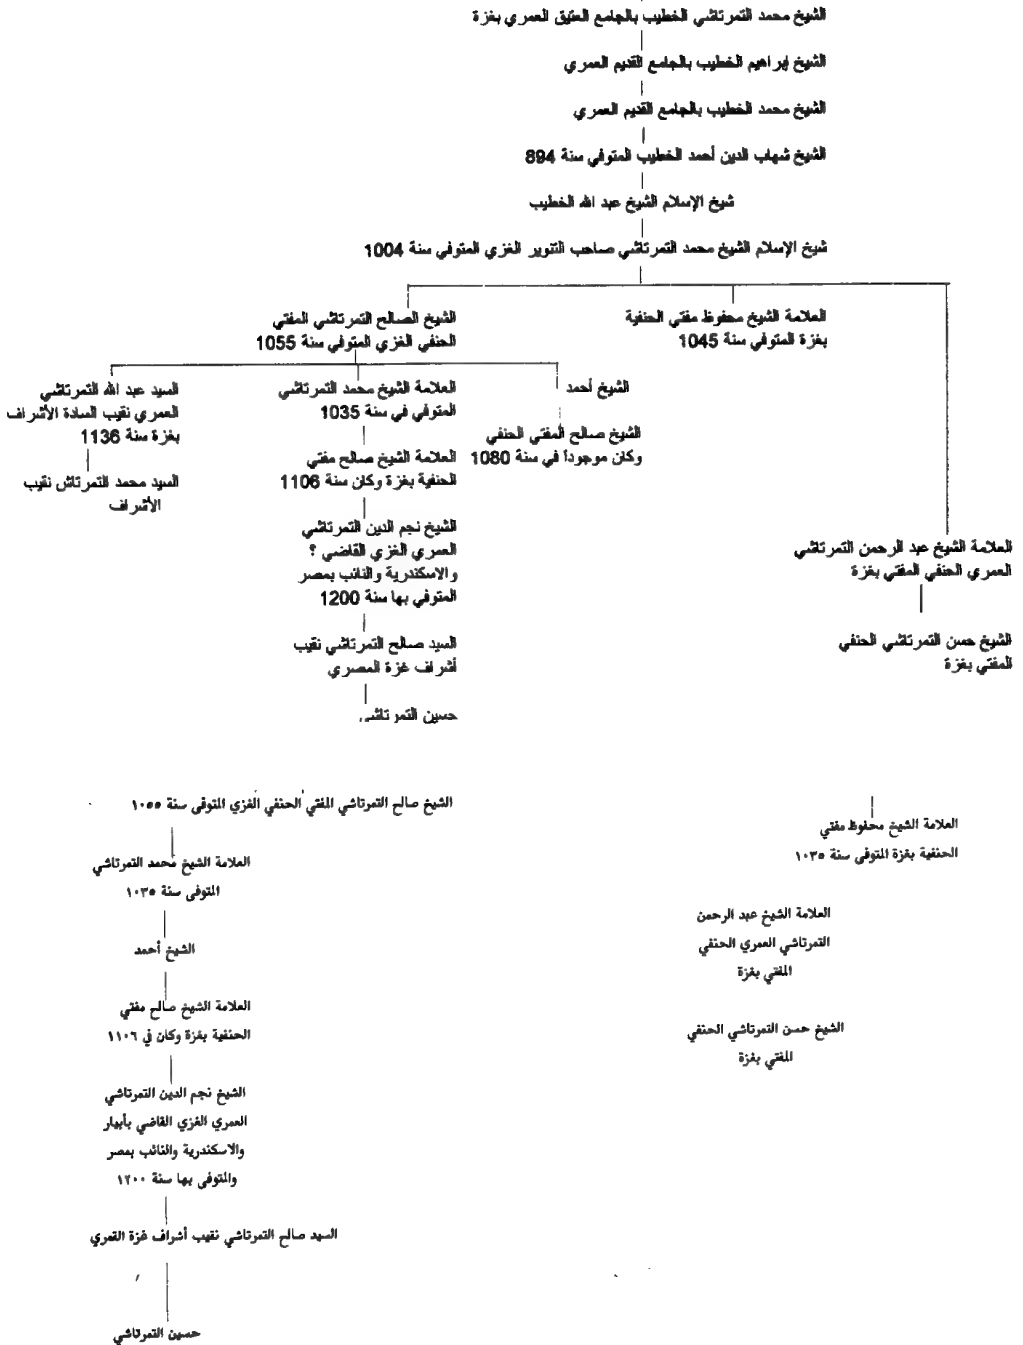 الشيخ محمد التمرتاشي الخطيب بالجامع العتيق العمري بغزة
الشيخ إبراهيم الخطيب بالجامع القديم العمري
الشيخ محمد الخطيب بالجامع القديم العمري
الشيخ شهاب الدين أحمد الخطيب المتوفي سنة 894
شيخ الإسلام الشيخ عبد الله الخطيب
شيخ الإسلام الشيخ محمد التمرتاشي صاحب التنوير الغزي المتوفي سنة 1004
العلامة الشيخ محفوظ مفتي الحنفية
بغزة المتوفي سنة 1045
الشيخ الصالح التمرتاشي المفتي
الحنفي الغزي المتوفي سنة 1055
الشيخ أحمد
الشيخ صالح المفتي الحنفي
وكان موجوداً في سنة 1080
العلامة الشيخ محمد التمرتاشي
المتوفي في سنة 1035
العلامة الشيخ صالح مفتي
الحنفية بغزة وكان سنة 1106
الشيخ نجم الدين التمرتاشي
العمري الغزي القاضي ؟
والاسكندرية والنائب بمصر
المتوفي بها سنة 1200
السيد صالح التمرتاشي نقيب
أشراف غزة المصري
حسين التمرتاشي
السيد عبد الله التمرتاشي
العمري نقيب السادة الأشراف
بغزة سنة 1136
السيد محمد التمرتاش نقيب
الأشراف
العلامة الشيخ عبد الرحمن التمرتاشي
العمري الحنفي المفتي بغزة
الشيخ حسن التمرتاشي الحنفي
المفتي بغزة
العلامة الشيخ محفوظ مفتي
الحنفية بغزة المتوفى سنة ١٠٣٥
العلامة الشيخ عبد الرحمن
التمرتاشي العمري الحنفي
المفتي بغزة
الشيخ حسن التمرتاشي الحنفي
المفتي بغزة
الشيخ صالح التمرتاشي المفتي الحنفي الغزي المتوفى سنة ١٠٥٥
العلامة الشيخ محمد التمرتاشي
المتوفى سنة ١٠٣٥
الشيخ أحمد
العلامة الشيخ صالح مفتي
الحنفية بغزة وكان في ١١٠٦
الشيخ نجم الدين التمرتاشي
العمري الغزي القاضي بأبيار
والاسكندرية والنائب بمصر
والمتوفى بها سنة ١٢٠٠
السيد صالح التمرتاشي نقيب أشراف غزة القمري
حسين التمرتاشي